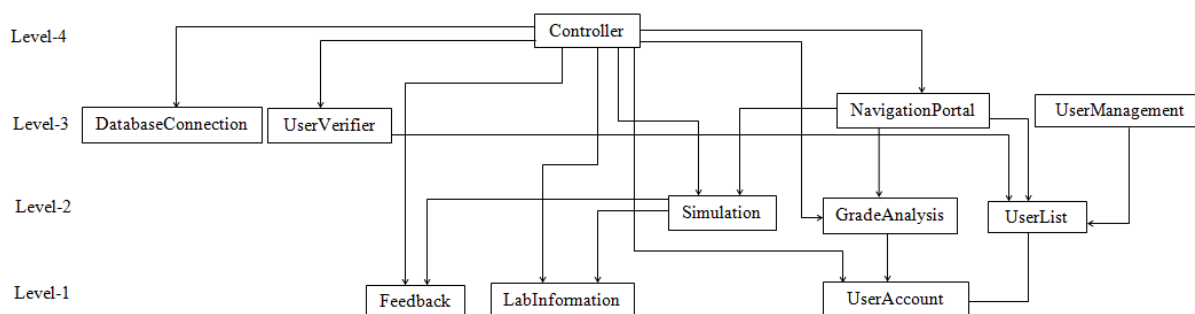 Level-4
Controller
Level-3
DatabaseConnection
UserVerifier
NavigationPortal
UserManagement
Level-2
Simulation
GradeAnalysis
UserList
Level-1
Feedback
LabInformation
UserAccount